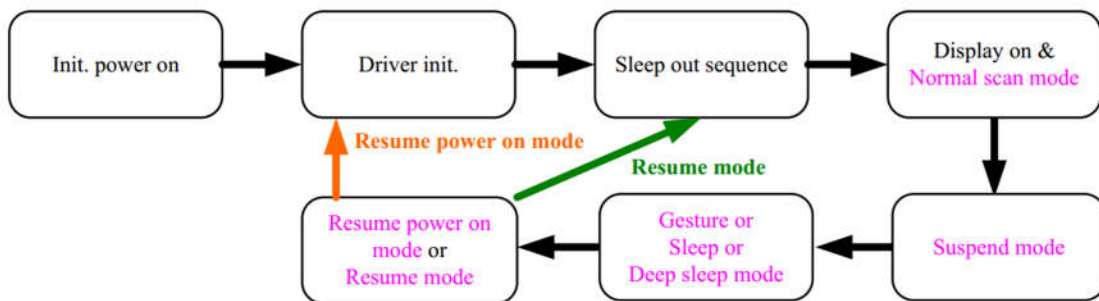 Init. power on
Driver init.
Sleep out sequence
Display on &
Normal scan mode
Resume power on mode
Resume mode
Resume power on
mode or
Resume mode
Gesture or
Sleep or
Deep sleep mode
Suspend mode